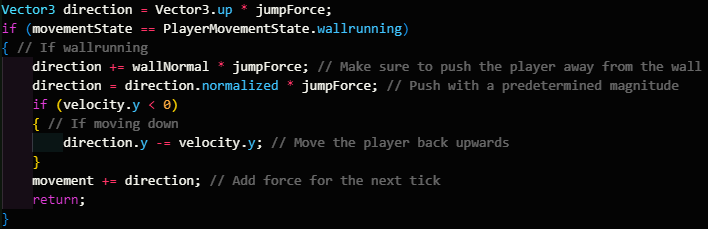 Vector3 direction = Vector3.up * jumpForce;
if (movementState == PlayerMovementState.wallrunning)
{ // If wallrunning
    direction += wallNormal * jumpForce; // Make sure to push the player away from the wall
    direction = direction.normalized * jumpForce; // Push with a predetermined magnitude
    if (velocity.y < 0)
    { // If moving down
        direction.y -= velocity.y; // Move the player back upwards
    }
    movement += direction; // Add force for the next tick
    return;
}